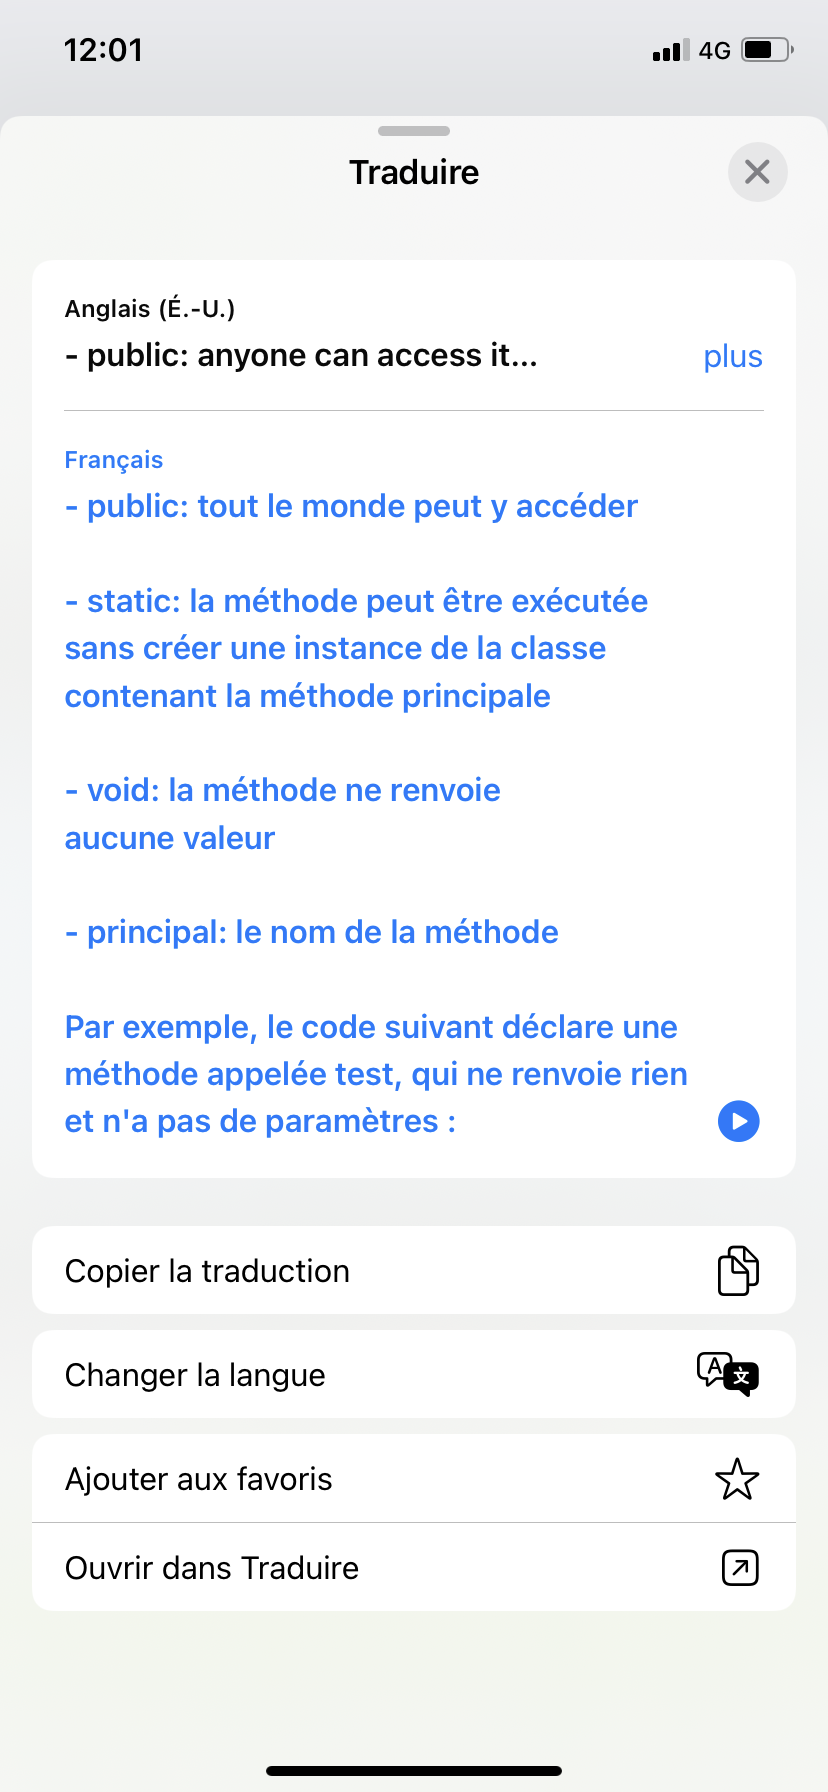 12:01
4G
Traduire
Anglais (É.-U.)
- public: anyone can access it...
plus
Français
- public: tout le monde peut y accéder
- static: la méthode peut être exécutée
sans créer une instance de la classe
contenant la méthode principale
- void: la méthode ne renvoie
aucune valeur
- principal: le nom de la méthode
Par exemple, le code suivant déclare une
méthode appelée test, qui ne renvoie rien
et n'a pas de paramètres :
Copier la traduction
Changer la langue
A
文
Ajouter aux favoris
Ouvrir dans Traduire